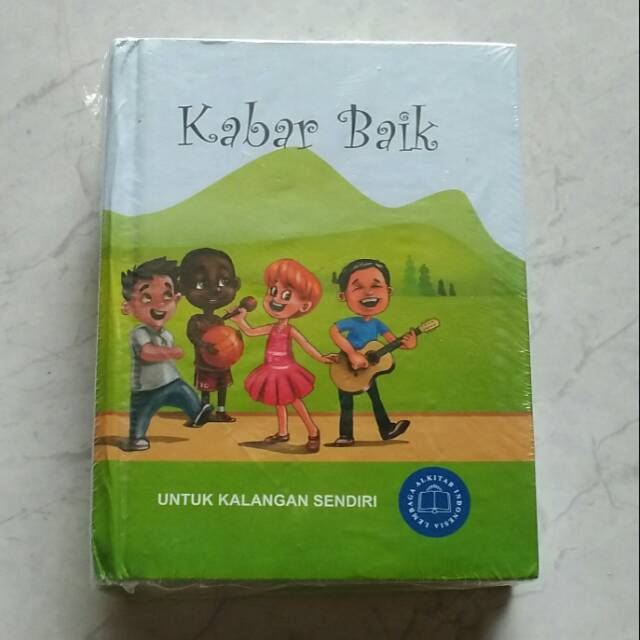 Kabar Baik
UNTUK KALANGAN SENDIRI
LEMBAGA ALKITAB INDONESIA